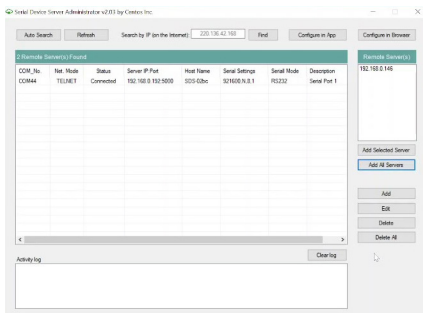 Serial Device Server Administrator v2.03 by Centos Inc.
Auto Search Refresh Search by IP (on the Internet) 220.136.42.168 Find Configure in App Configure in Browser
2 Remote Server(s) Found Remote Server(s)
COM_No. Net. Mode Status Server IP:Port Host Name Serial Settings Serail Mode Description
COM44 TELNET Connected 192.168.0.192:5000 SDS-02bc 921600.N.8.1 RS232 Serial Port 1
192.168.0.146
Add Selected Server
Add All Servers
Add
Edit
Delete
Delete All
Activity log Clear log